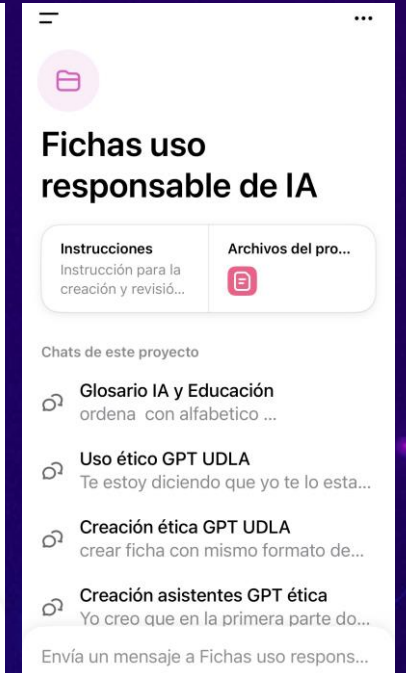 Fichas uso
responsable de IA
Instrucciones
Instrucción para la
creación y revisió...
Archivos del pro...
Chats de este proyecto
Glosario IA y Educación
ordena  con alfabetico ...
Uso ético GPT UDLA
Te estoy diciendo que yo te lo esta...
Creación ética GPT UDLA
crear ficha con mismo formato de...
Creación asistentes GPT ética
Yo creo que en la primera parte do...
Envía un mensaje a Fichas uso respons...